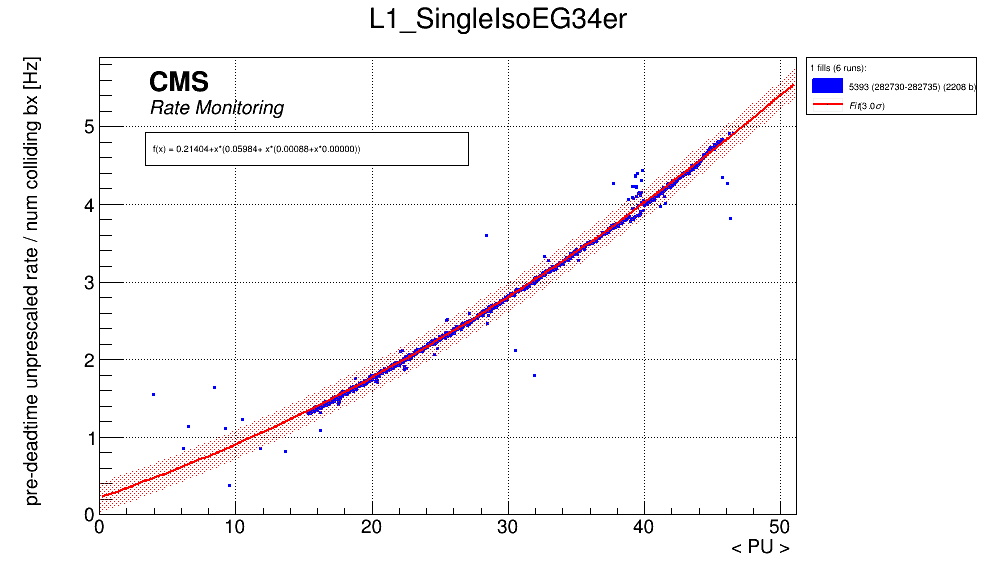 L1_SingleIsoEG34er
pre-deadtime unprescaled rate / num colliding bx [Hz]
CMS
Rate Monitoring
f(x) = 0.21404+x*(0.05984+ x*(0.00088+x*0.00000))
1 fills (6 runs):
5393 (282730-282735) (2208 b)
Fit(3.0σ)
5
4
3
2
1
0
0 10 20 30 40 50
< PU >